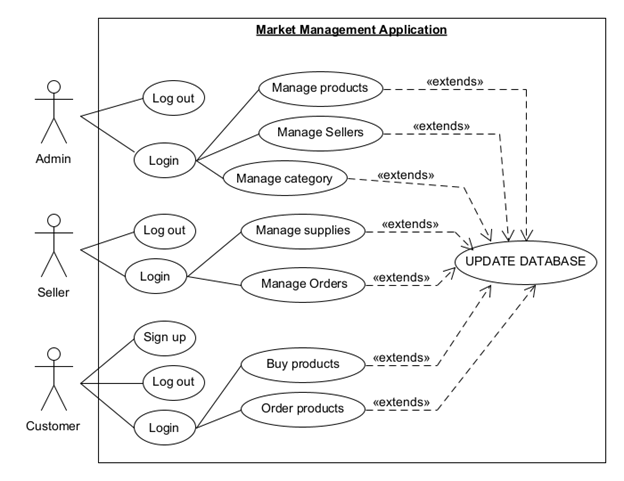 Market Management Application
Manage products
«extends»
Log out
Manage Sellers
«extends»
Admin
Login
Manage category
«extends»
Log out
Manage supplies
«extends»
UPDATE DATABASE
Seller
Login
Manage Orders
«extends»
Sign up
Buy products
«extends»
Log out
Order products
«extends»
Customer
Login